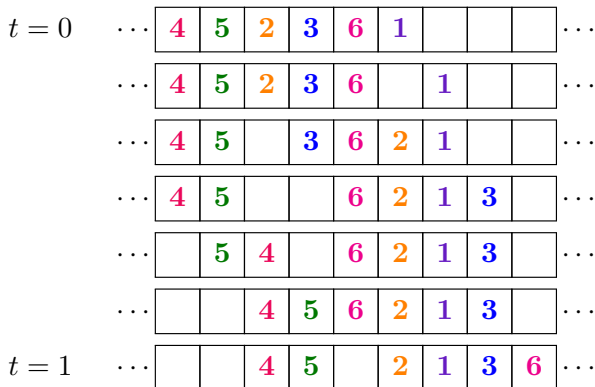 t = 0 ··· 4 5 2 3 6 1 ···
··· 4 5 2 3 6 1 ···
··· 4 5 3 6 2 1 ···
··· 4 5 6 2 1 3 ···
··· 5 4 6 2 1 3 ···
··· 4 5 6 2 1 3 ···
t = 1 ··· 4 5 2 1 3 6 ···